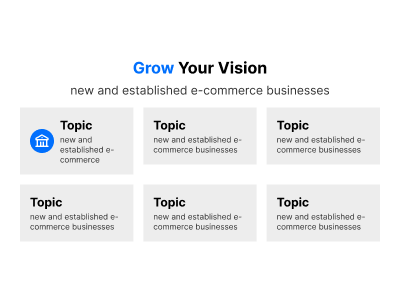 Grow Your Vision
new and established e-commerce businesses
Topic
new and
established e-
commerce
Topic
new and established e-
commerce businesses
Topic
new and established e-
commerce businesses
Topic
new and established e-
commerce businesses
Topic
new and established e-
commerce businesses
Topic
new and established e-
commerce businesses